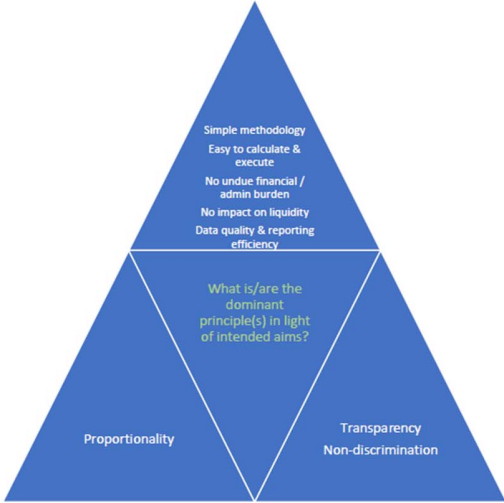 Simple methodology
Easy to calculate &
execute
No undue financial /
admin burden
No impact on liquidity
Data quality & reporting
efficiency
What is/are the
dominant
principle(s) in light
of intended aims?
Proportionality
Transparency
Non-discrimination